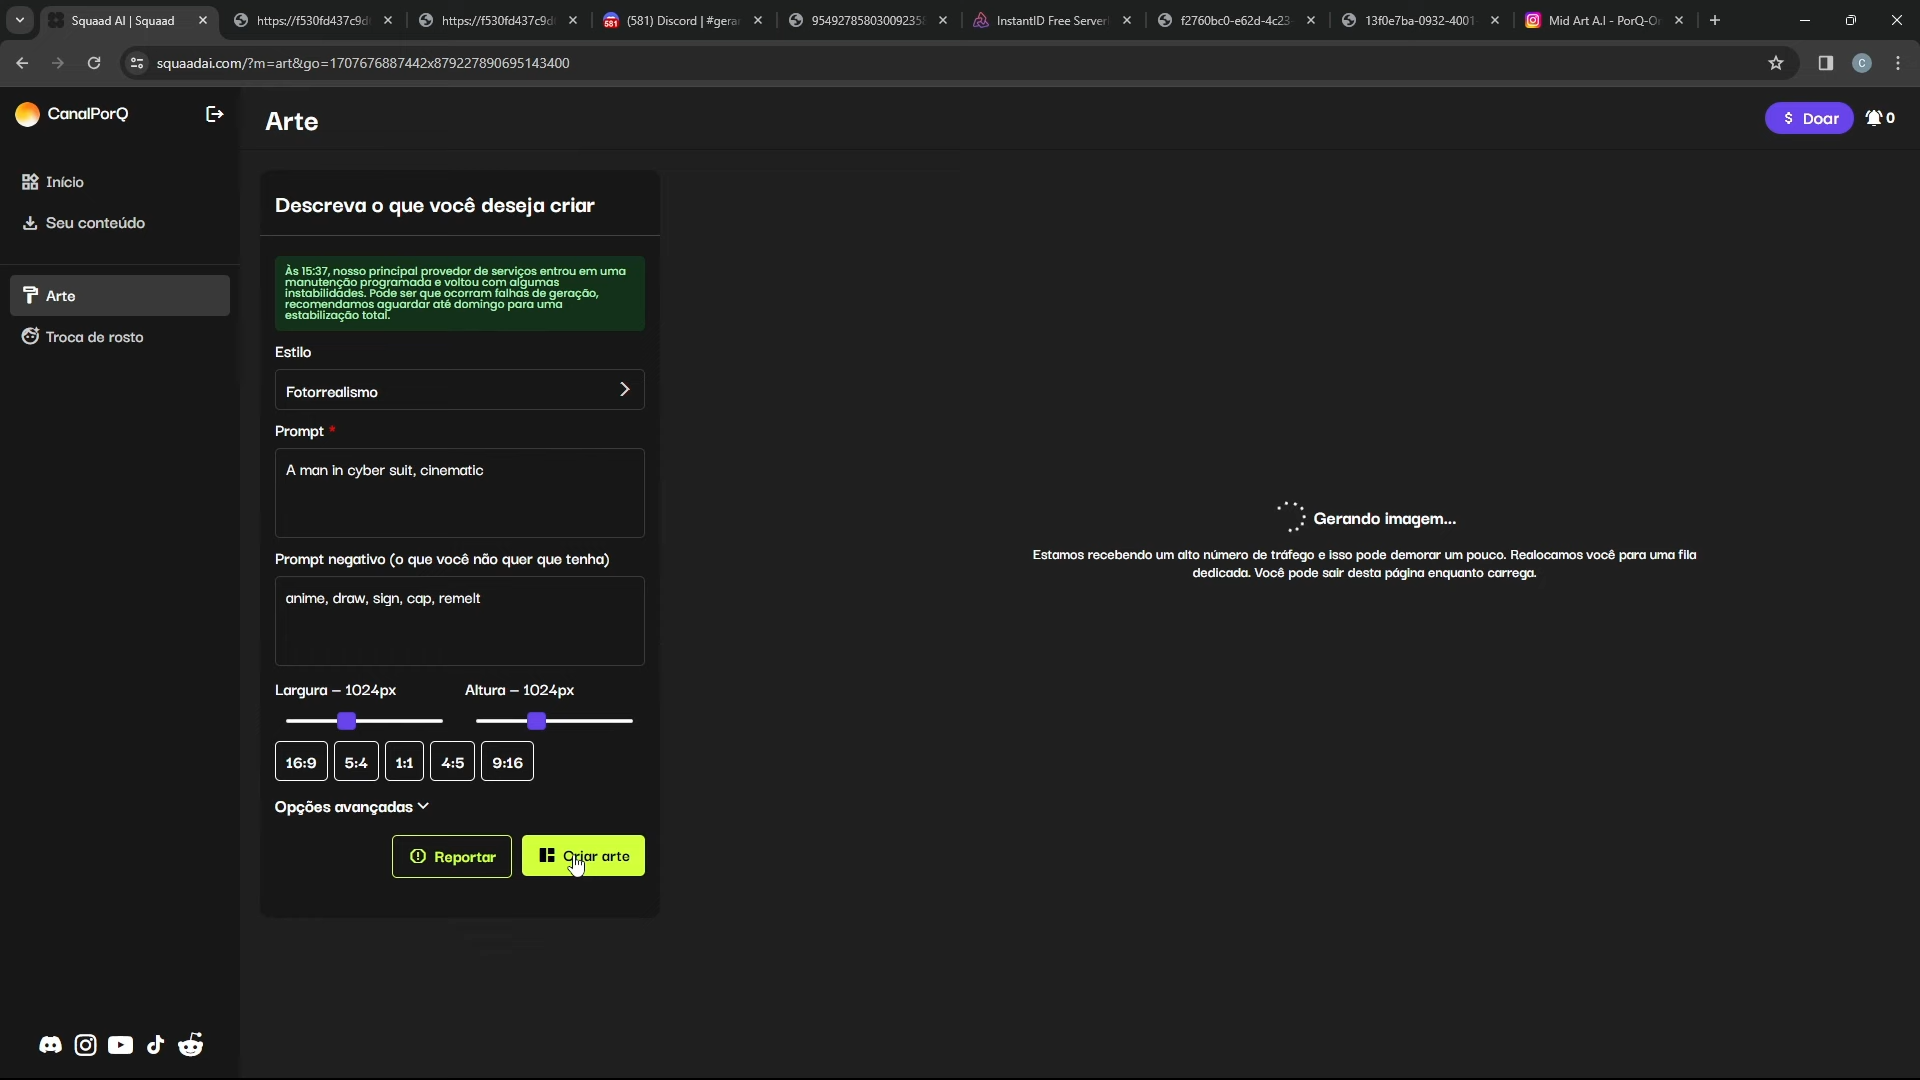 Squaad AI | Squaad
https://f530fd437c9d
https://f530fd437c9d
(581) Discord | #gerar
954927858030092358
InstantID Free Server
f2760bc0-e62d-4c23
13f0e7ba-0932-4001
Mid Art A.I - PorQ-Or
squaadai.com/?m=art&go=1707676887442x879227890695143400
C
CanalPorQ
Arte
$ Doar
0
Início
Seu conteúdo
Arte
Troca de rosto
Descreva o que você deseja criar
Às 15:37, nosso principal provedor de serviços entrou em uma
manutenção programada e voltou com algumas
instabilidades. Pode ser que ocorram falhas de geração,
recomendamos aguardar até domingo para uma
estabilização total.
Estilo
Fotorrealismo
Prompt *
A man in cyber suit, cinematic
Prompt negativo (o que você não quer que tenha)
anime, draw, sign, cap, remelt
Largura – 1024px
Altura – 1024px
16:9
5:4
1:1
4:5
9:16
Opções avançadas
Reportar
Criar arte
Gerando imagem...
Estamos recebendo um alto número de tráfego e isso pode demorar um pouco. Realocamos você para uma fila
dedicada. Você pode sair desta página enquanto carrega.